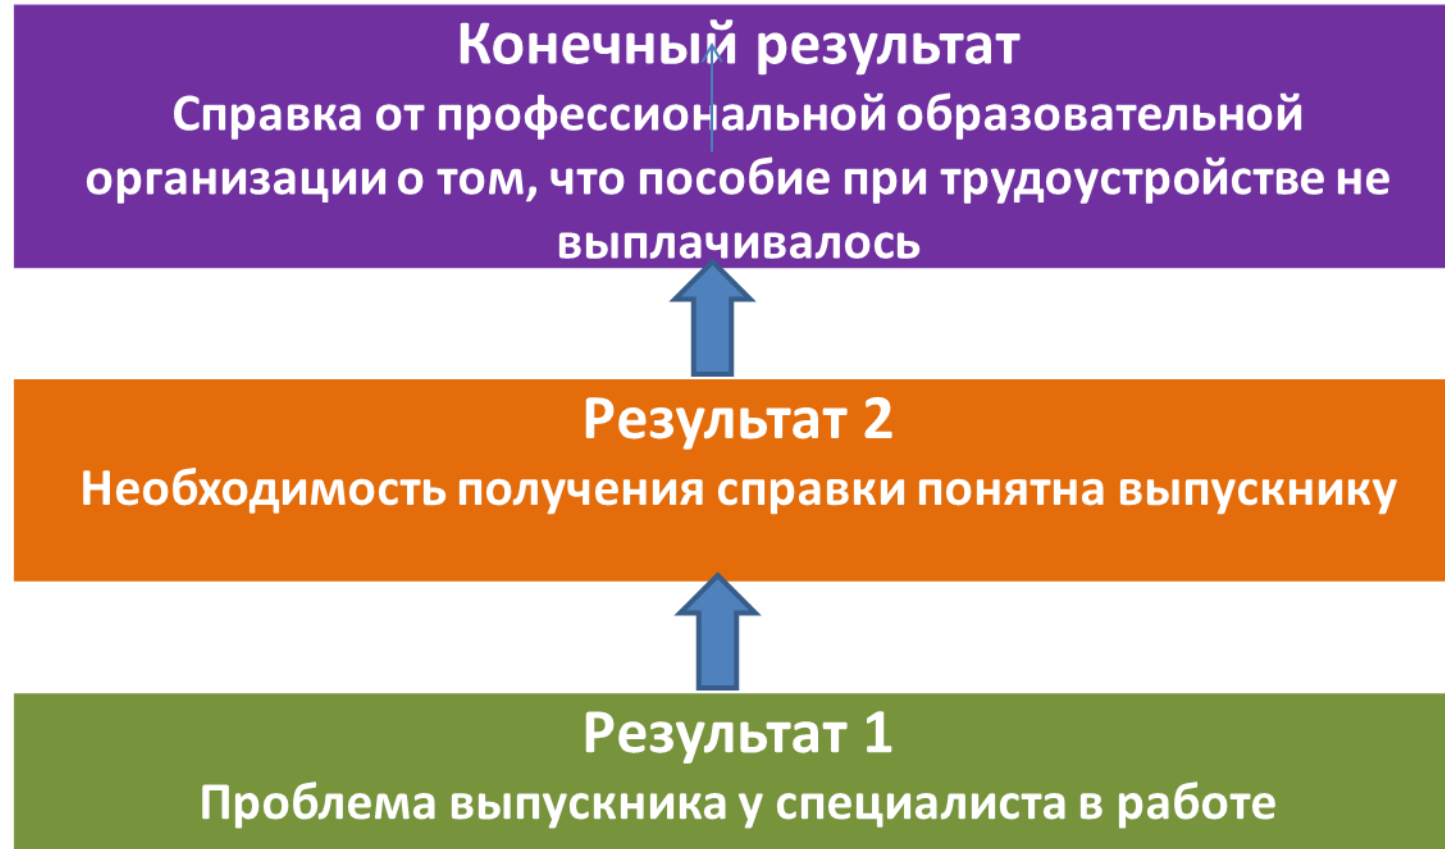 Конечный результат
Справка от профессиональной образовательной
организации о том, что пособие при трудоустройстве не
выплачивалось
Результат 2
Необходимость получения справки понятна выпускнику
Результат 1
Проблема выпускника у специалиста в работе